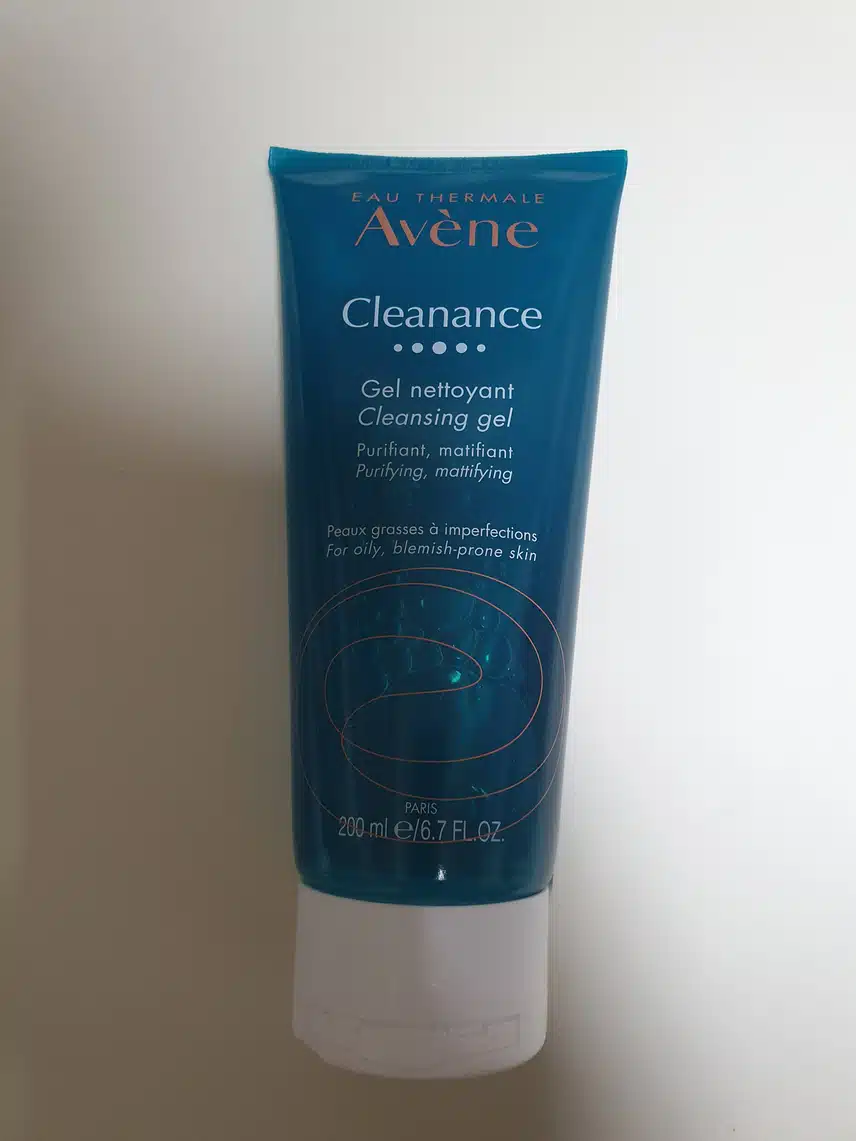 EAU THERMALE
Avène
Cleanance
Gel nettoyant
Cleansing gel
Purifiant, matifiant
Purifying, mattifying
Peaux grasses à imperfections
For oily, blemish-prone skin
PARIS
200 ml ℮/6.7 FL.OZ.